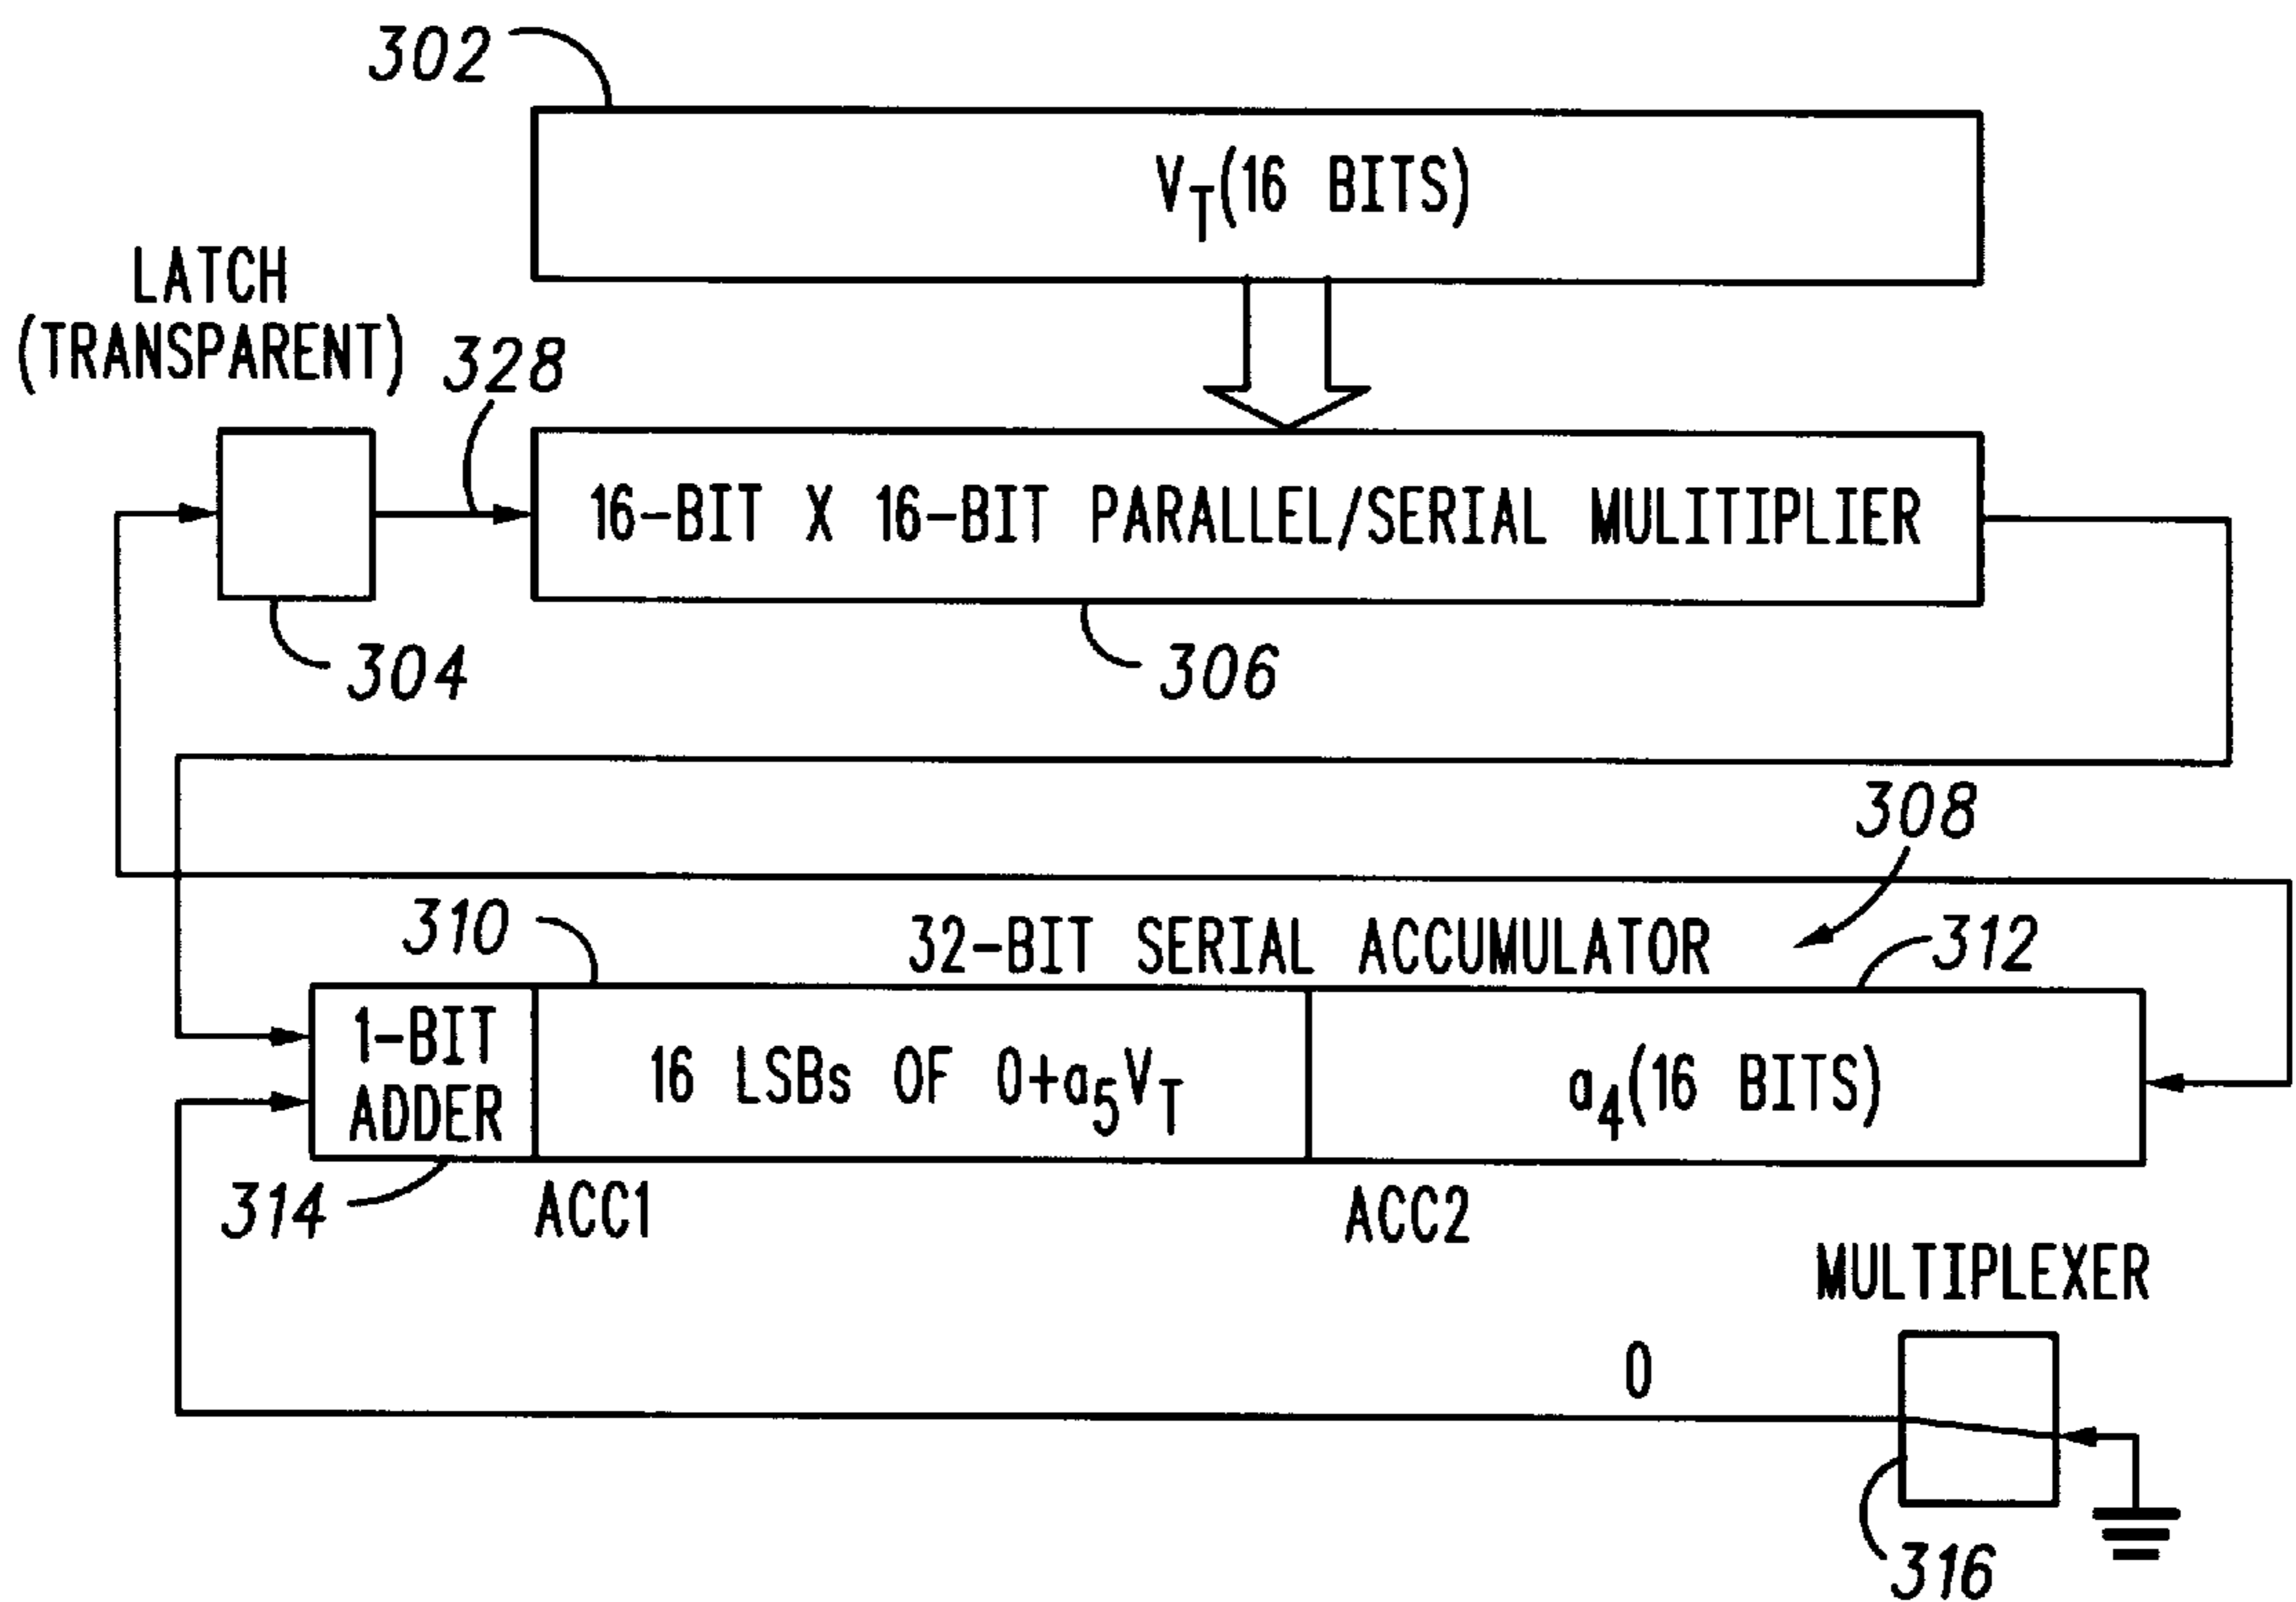 302
V_T(16 BITS)
LATCH
(TRANSPARENT)
328
16-BIT X 16-BIT PARALLEL/SERIAL MULITIPLIER
304
306
308
310
32-BIT SERIAL ACCUMULATOR
312
1-BIT
ADDER
16 LSBs OF 0+a_5V_T
a_4(16 BITS)
314
ACC1
ACC2
MULTIPLEXER
0
316